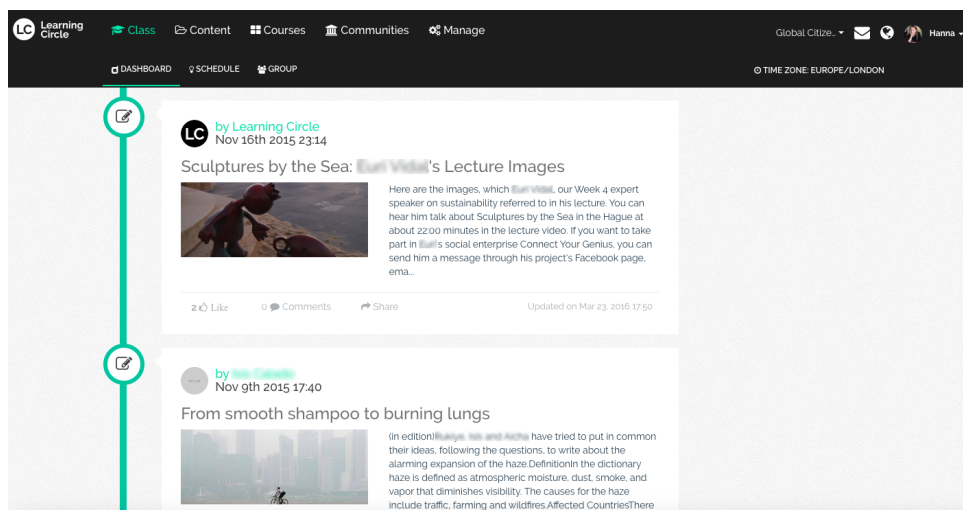 LC Learning Circle
Class Content Courses Communities Manage
Global Citize.. Hanna
DASHBOARD SCHEDULE GROUP
TIME ZONE: EUROPE/LONDON
LC
by Learning Circle
Nov 16th 2015 23:14
Sculptures by the Sea: 's Lecture Images
Here are the images, which , our Week 4 expert
speaker on sustainability referred to in his lecture. You can
hear him talk about Sculptures by the Sea in the Hague at
about 22:00 minutes in the lecture video. If you want to take
part in 's social enterprise Connect Your Genius, you can
send him a message through his project's Facebook page,
ema...
2 Like 0 Comments Share Updated on Mar 23, 2016 17:50
by
Nov 9th 2015 17:40
From smooth shampoo to burning lungs
(in edition) have tried to put in common
their ideas, following the questions, to write about the
alarming expansion of the haze.DefinitionIn the dictionary
haze is defined as atmospheric moisture, dust, smoke, and
vapor that diminishes visibility. The causes for the haze
include traffic, farming and wildfires.Affected CountriesThere